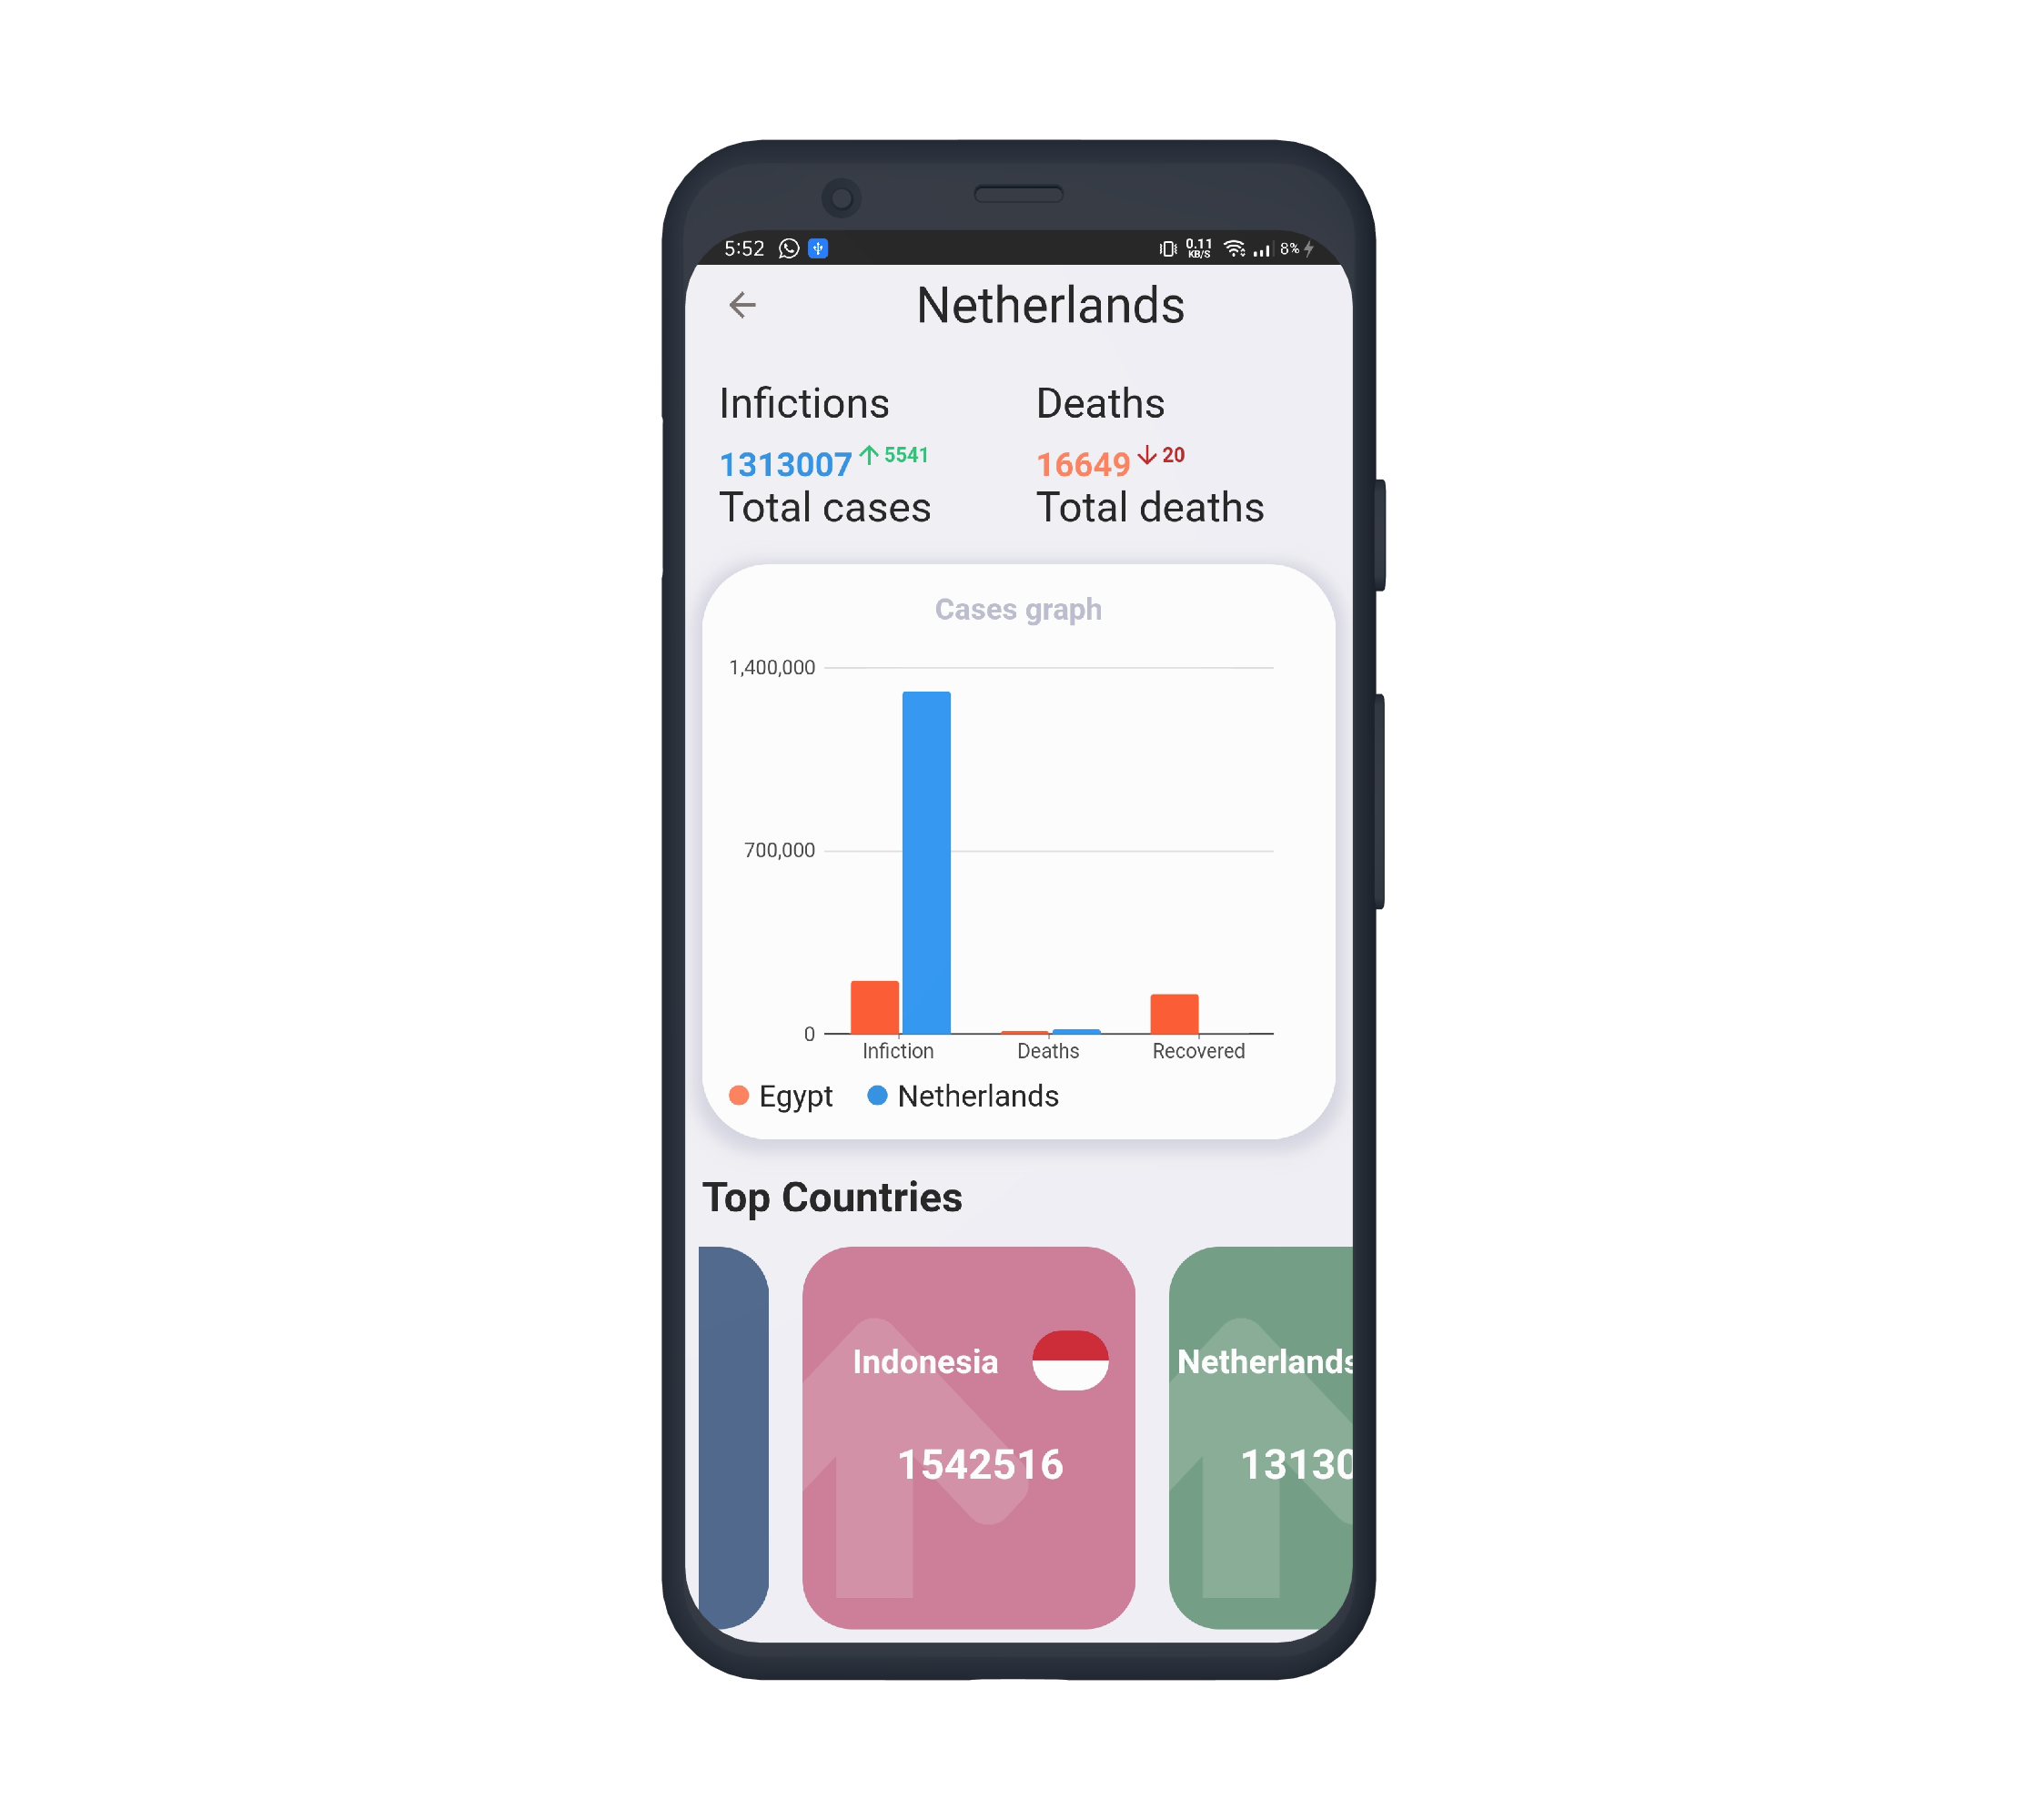 5:52 0.11 KB/S 8%
Netherlands
Infictions Deaths
1313007 5541 16649 20
Total cases Total deaths
Cases graph
1,400,000
700,000
0
Infiction Deaths Recovered
Egypt Netherlands
Top Countries
Indonesia Netherlands
1542516 13130